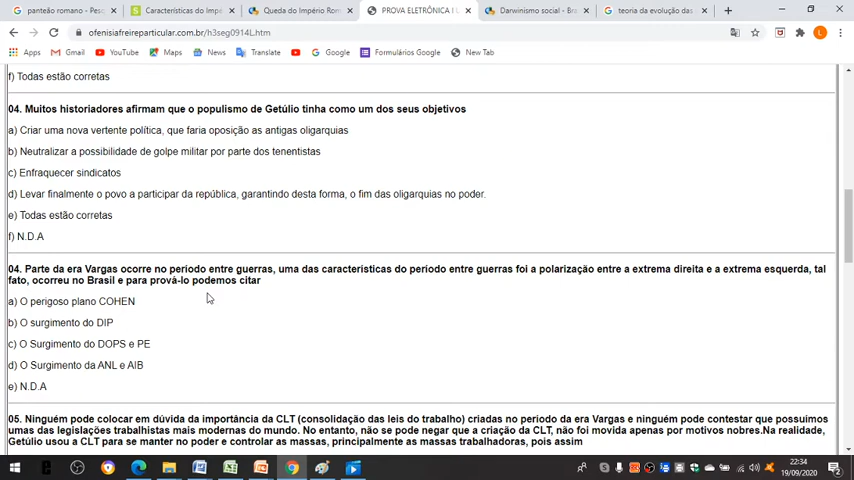 panteão romano - Pesq
Características do Impé
Queda do Império Rom
PROVA ELETRÔNICA I L
Darwinismo social - Bra
teoria da evolução das
ofenisiafreireparticular.com.br/h3seg0914L.htm
Apps
Gmail
YouTube
Maps
News
Translate
Google
Formulários Google
New Tab
f) Todas estão corretas
04. Muitos historiadores afirmam que o populismo de Getúlio tinha como um dos seus objetivos
a) Criar uma nova vertente política, que faria oposição as antigas oligarquias
b) Neutralizar a possibilidade de golpe militar por parte dos tenentistas
c) Enfraquecer sindicatos
d) Levar finalmente o povo a participar da república, garantindo desta forma, o fim das oligarquias no poder.
e) Todas estão corretas
f) N.D.A
04. Parte da era Vargas ocorre no período entre guerras, uma das características do período entre guerras foi a polarização entre a extrema direita e a extrema esquerda, tal
fato, ocorreu no Brasil e para prová-lo podemos citar
a) O perigoso plano COHEN
b) O surgimento do DIP
c) O Surgimento do DOPS e PE
d) O Surgimento da ANL e AIB
e) N.D.A
05. Ninguém pode colocar em dúvida da importância da CLT (consolidação das leis do trabalho) criadas no período da era Vargas e ninguém pode contestar que possuimos
umas das legislações trabalhistas mais modernas do mundo. No entanto, não se pode negar que a criação da CLT, não foi movida apenas por motivos nobres.Na realidade,
Getúlio usou a CLT para se manter no poder e controlar as massas, principalmente as massas trabalhadoras, pois assim
22:34
19/09/2020